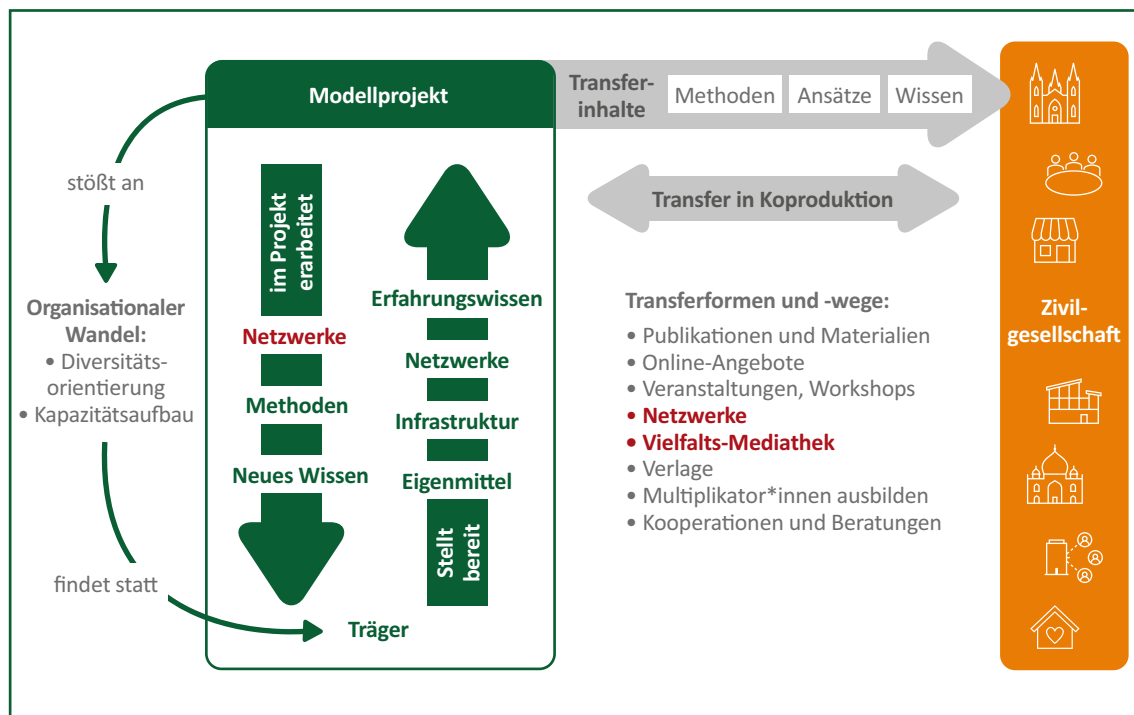 Modellprojekt
Transfer-
inhalte
Methoden
Ansätze
Wissen
stößt an
Organisationaler
Wandel:
• Diversitäts-
orientierung
• Kapazitätsaufbau
findet statt
im Projekt
erarbeitet
Netzwerke
Methoden
Neues Wissen
Erfahrungswissen
Netzwerke
Infrastruktur
Eigenmittel
Stellt
bereit
Träger
Transfer in Koproduktion
Transferformen und -wege:
• Publikationen und Materialien
• Online-Angebote
• Veranstaltungen, Workshops
• Netzwerke
• Vielfalts-Mediathek
• Verlage
• Multiplikator*innen ausbilden
• Kooperationen und Beratungen
Zivil-
gesellschaft